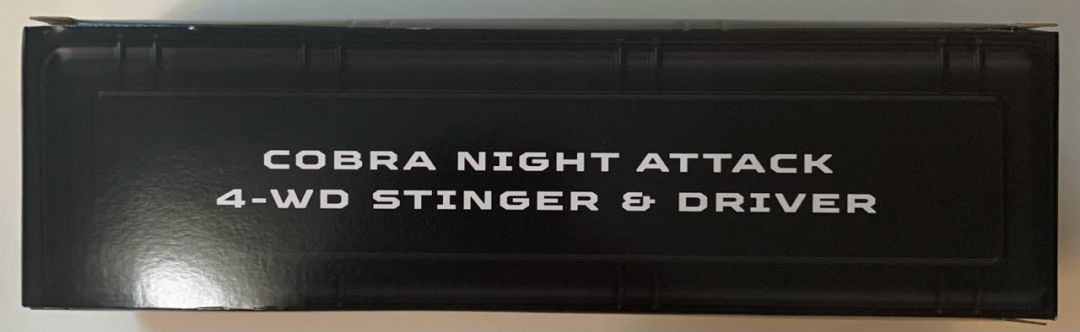 COBRA NIGHT ATTACK
4-WD STINGER & DRIVER